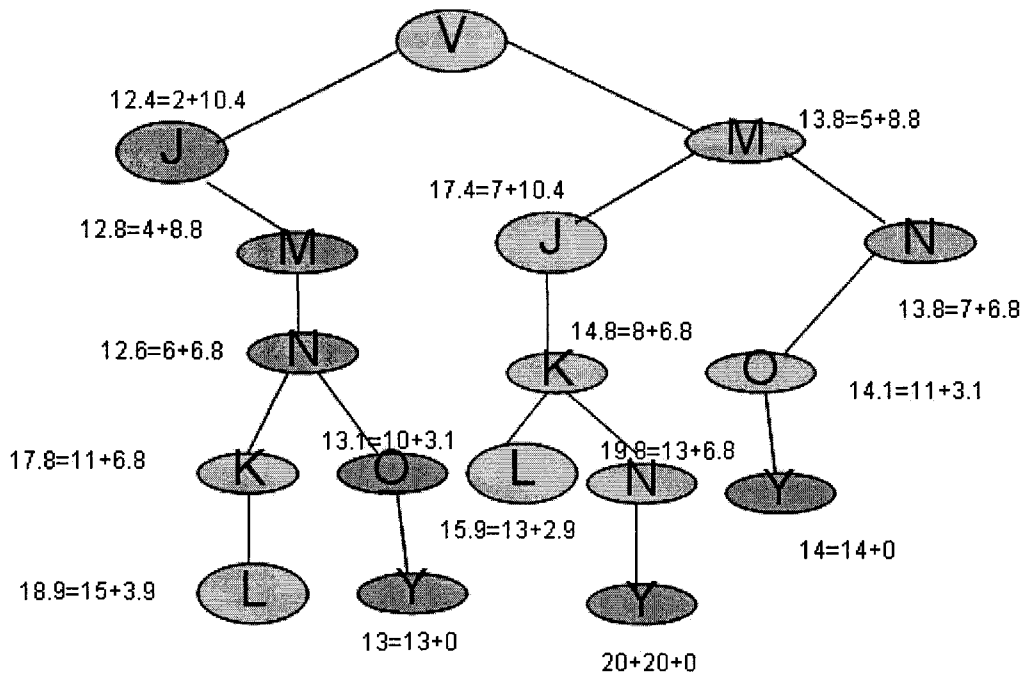 V
12.4=2+10.4
J
M
13.8=5+8.8
17.4=7+10.4
12.8=4+8.8
M
J
N
13.8=7+6.8
12.6=6+6.8
N
14.8=8+6.8
K
O
14.1=11+3.1
17.8=11+6.8
K
13.1=10+3.1
O
L
19.8=13+6.8
N
Y
15.9=13+2.9
14=14+0
18.9=15+3.9
L
Y
Y
13=13+0
20+20+0